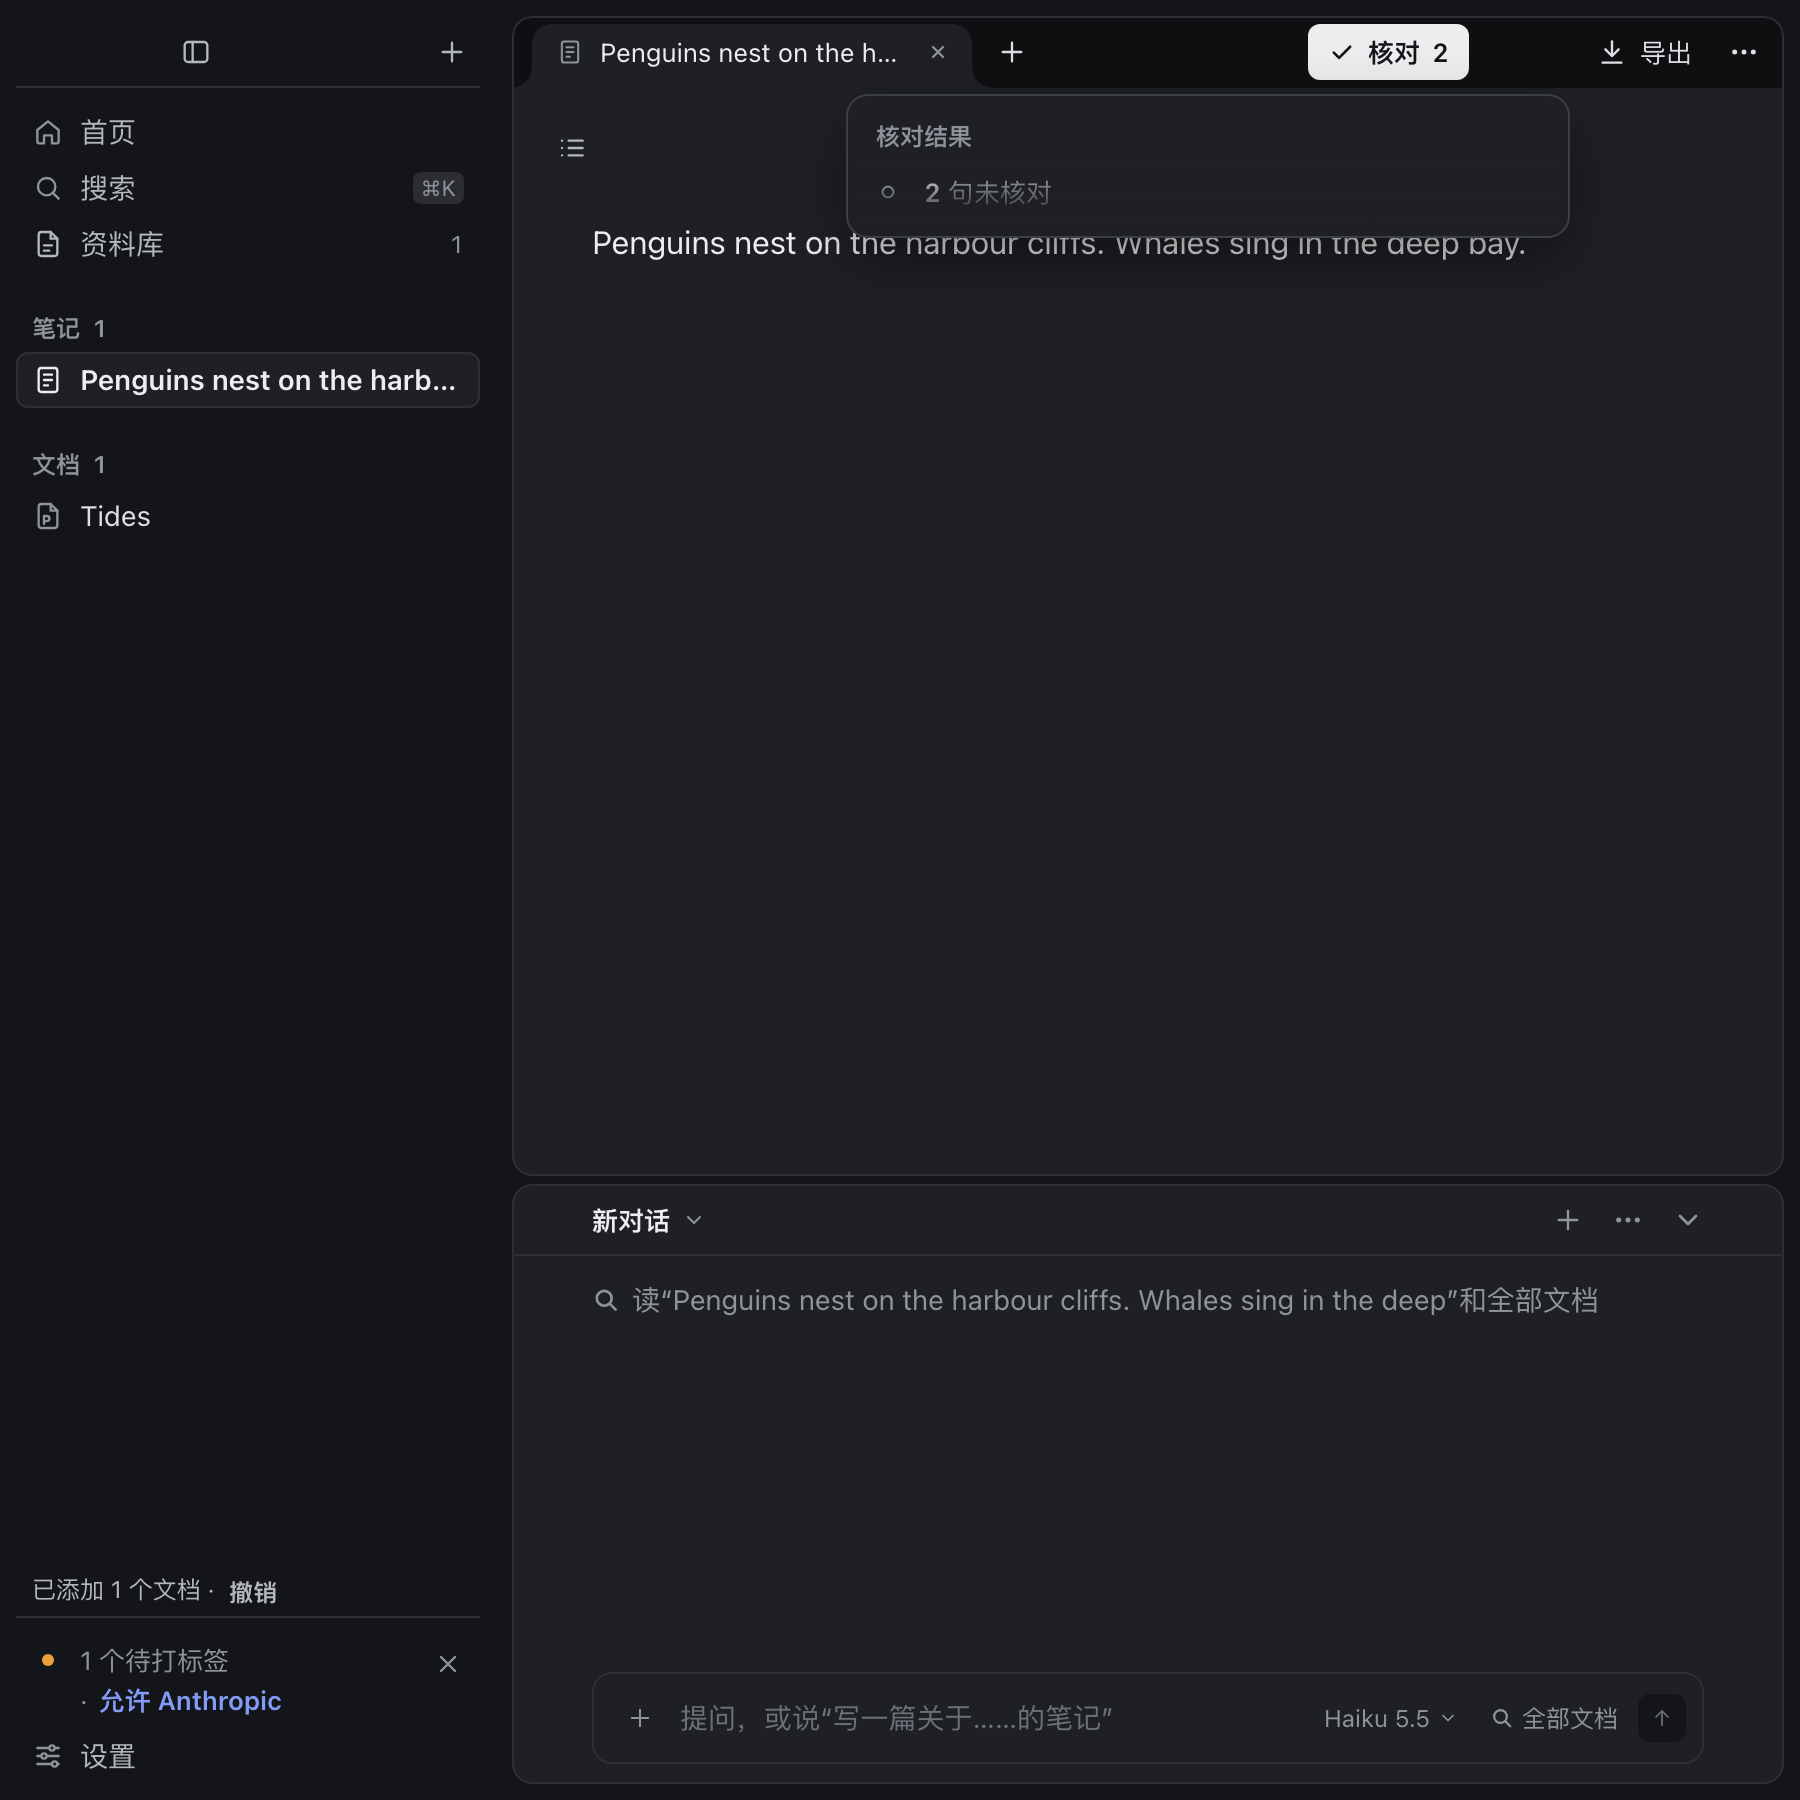 首页
搜索 ⌘K
资料库 1
笔记 1
Penguins nest on the harb...
文档 1
Tides
已添加 1 个文档 · 撤销
1 个待打标签
· 允许 Anthropic
设置
Penguins nest on the h...
核对 2
导出
核对结果
2 句未核对
Penguins nest on the harbour cliffs. Whales sing in the deep bay.
新对话
读“Penguins nest on the harbour cliffs. Whales sing in the deep”和全部文档
提问，或说“写一篇关于……的笔记”
Haiku 5.5
全部文档